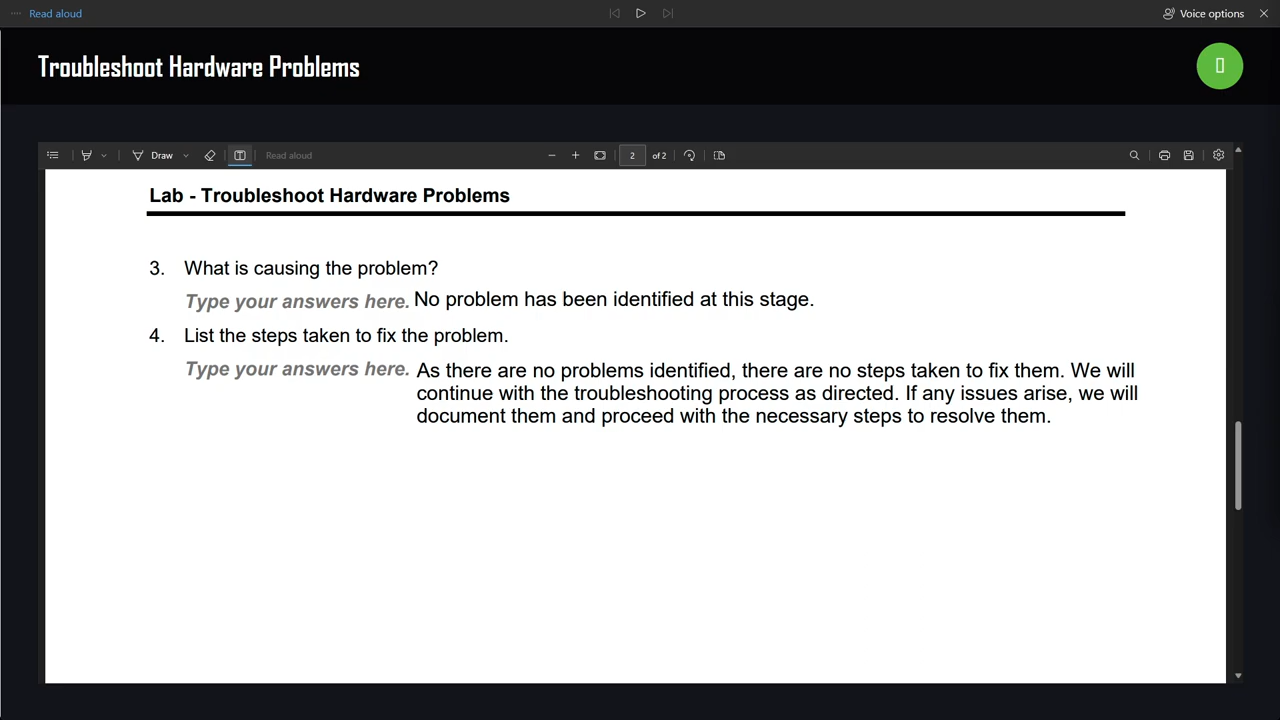 Read aloud
Voice options
Troubleshoot Hardware Problems
Draw
Read aloud
2 of 2
Lab - Troubleshoot Hardware Problems
3. What is causing the problem?
Type your answers here. No problem has been identified at this stage.
4. List the steps taken to fix the problem.
Type your answers here. As there are no problems identified, there are no steps taken to fix them. We will
continue with the troubleshooting process as directed. If any issues arise, we will
document them and proceed with the necessary steps to resolve them.